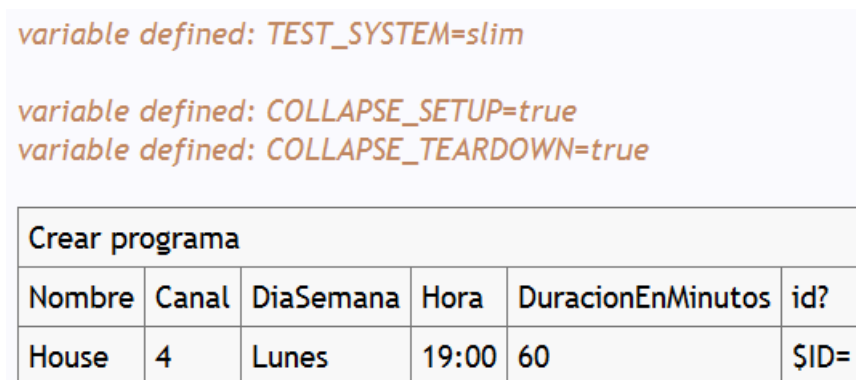 variable defined: TEST_SYSTEM=slim
variable defined: COLLAPSE_SETUP=true
variable defined: COLLAPSE_TEARDOWN=true
Crear programa
Nombre Canal DiaSemana Hora DuracionEnMinutos id?
House 4 Lunes 19:00 60 $ID=